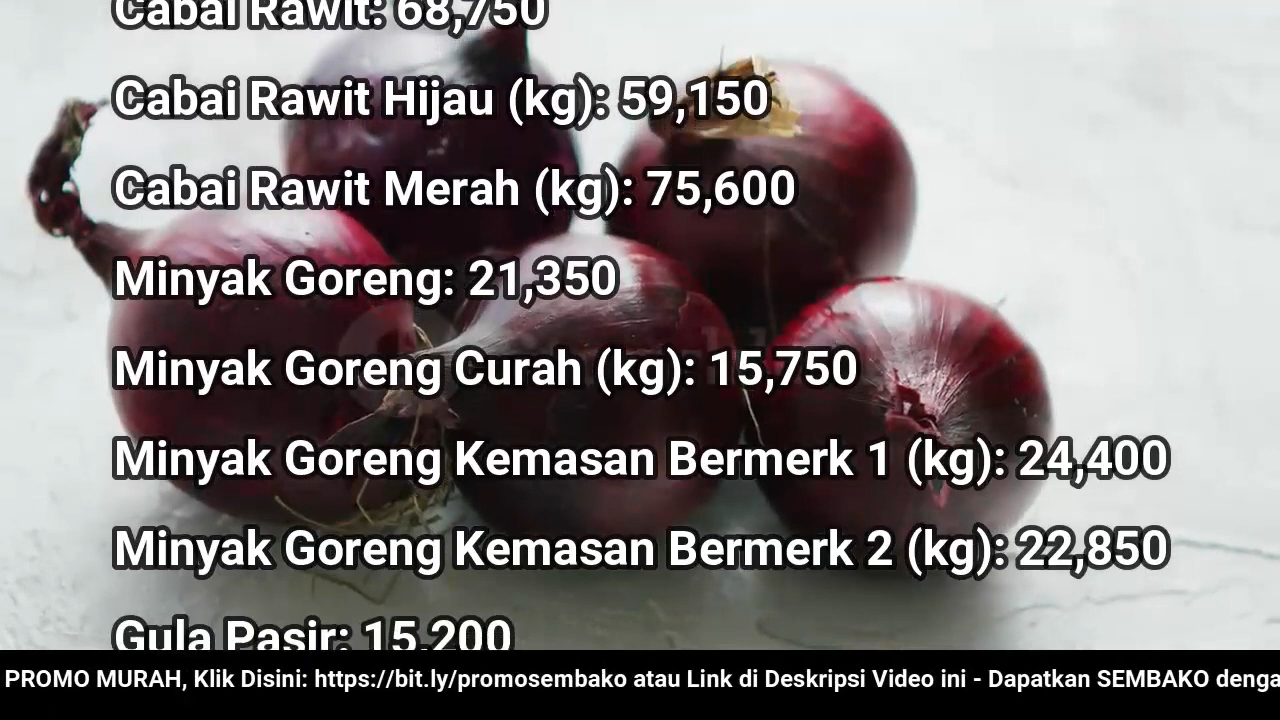 Cabai Rawit: 68,750
Cabai Rawit Hijau (kg): 59,150
Cabai Rawit Merah (kg): 75,600
Minyak Goreng: 21,350
Minyak Goreng Curah (kg): 15,750
Minyak Goreng Kemasan Bermerk 1 (kg): 24,400
Minyak Goreng Kemasan Bermerk 2 (kg): 22,850
Gula Pasir: 15,200
PROMO MURAH, Klik Disini: https://bit.ly/promosembako atau Link di Deskripsi Video ini - Dapatkan SEMBAKO denga